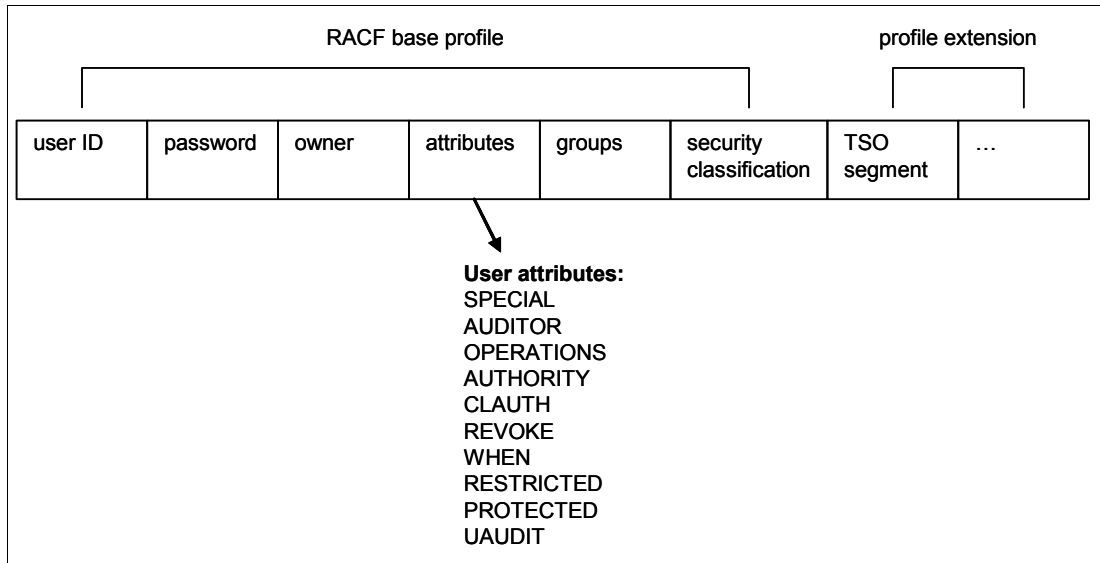 RACF base profile
profile extension
user ID
password
owner
attributes
groups
security
classification
TSO
segment
…
User attributes:
SPECIAL
AUDITOR
OPERATIONS
AUTHORITY
CLAUTH
REVOKE
WHEN
RESTRICTED
PROTECTED
UAUDIT